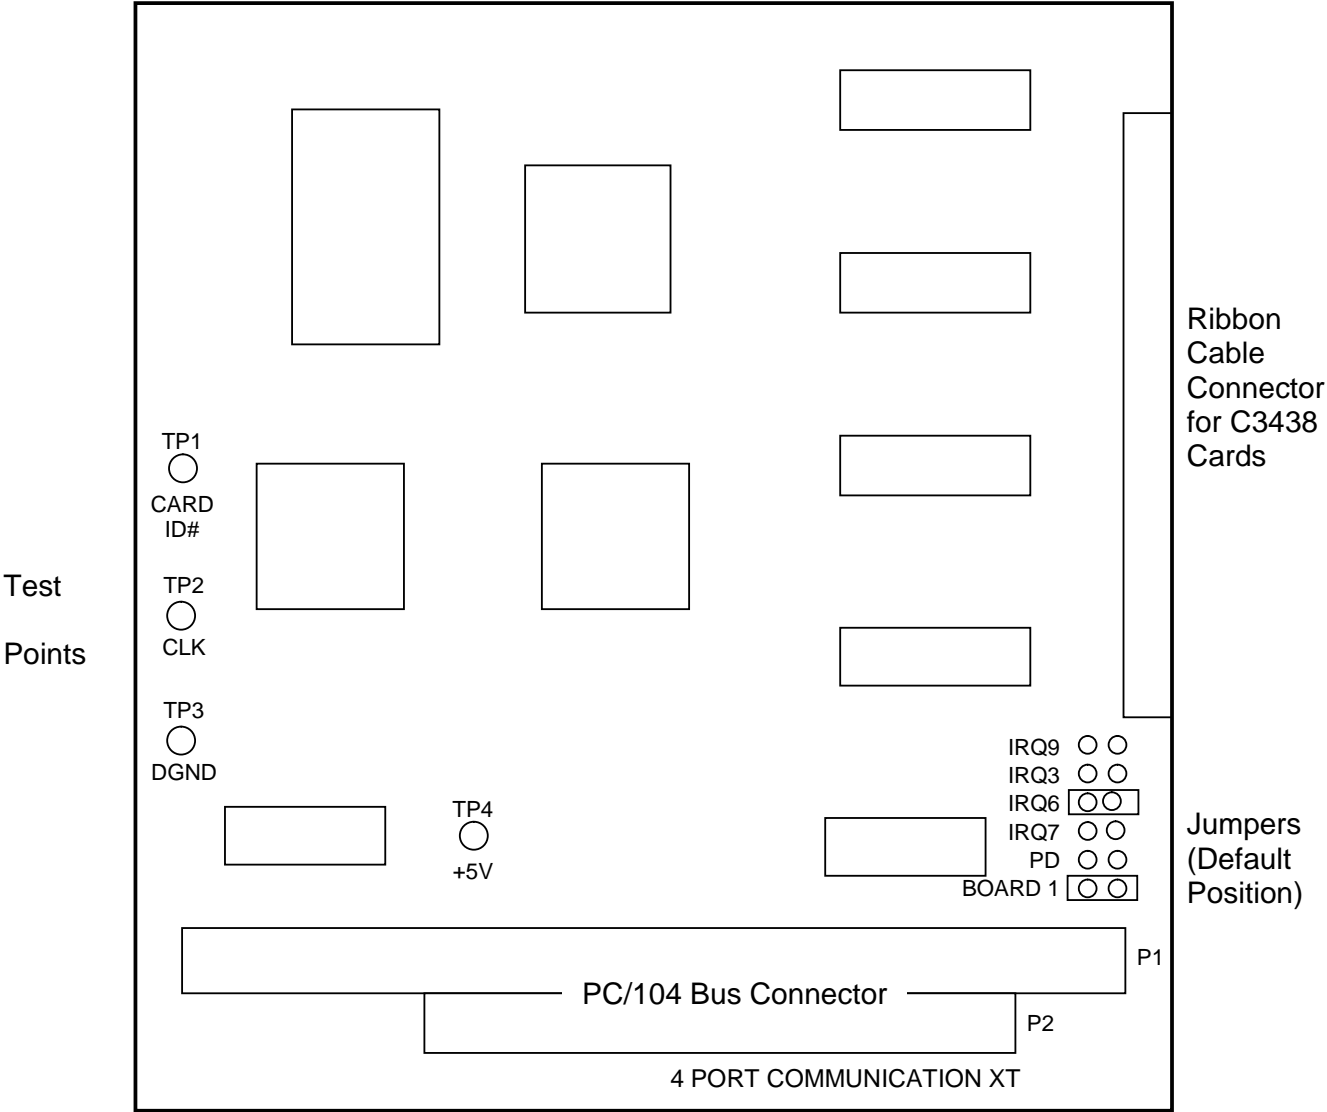 Ribbon
Cable
Connector
for C3438
Cards
TP1
CARD
ID#
Test
Points
TP2
CLK
TP3
DGND
TP4
+5V
IRQ9
IRQ3
IRQ6
IRQ7
PD
BOARD 1
Jumpers
(Default
Position)
P1
PC/104 Bus Connector
P2
4 PORT COMMUNICATION XT